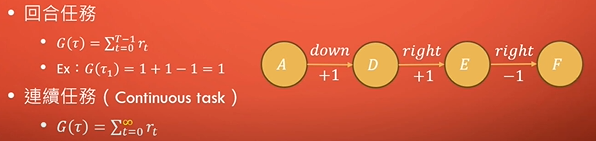 • 回合任務
• G(τ) = ∑_{t=0}^{T−1} r_t
• Ex：G(τ₁) = 1 + 1 − 1 = 1
• 連續任務（Continuous task）
• G(τ) = ∑_{t=0}^{∞} r_t
A down +1 D right +1 E right −1 F